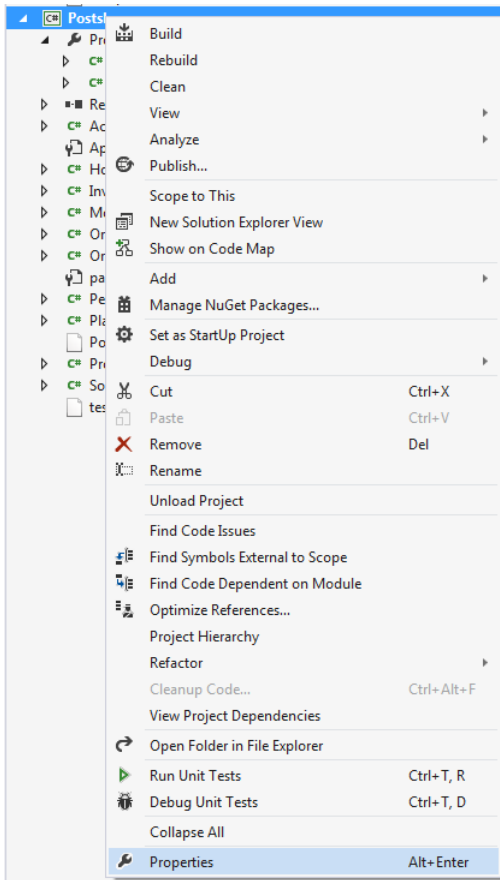 C# Posts
Build
Rebuild
Clean
View
Analyze
Publish...
Scope to This
New Solution Explorer View
Show on Code Map
Add
Manage NuGet Packages...
Set as StartUp Project
Debug
Cut Ctrl+X
Paste Ctrl+V
Remove Del
Rename
Unload Project
Find Code Issues
Find Symbols External to Scope
Find Code Dependent on Module
Optimize References...
Project Hierarchy
Refactor
Cleanup Code... Ctrl+Alt+F
View Project Dependencies
Open Folder in File Explorer
Run Unit Tests Ctrl+T, R
Debug Unit Tests Ctrl+T, D
Collapse All
Properties Alt+Enter
Pr
C#
C#
Re
C# Ac
Ap
C# Ho
C# Inv
C# M
C# Or
C# Or
pa
C# Pe
C# Pla
Po
C# Pr
C# So
tes